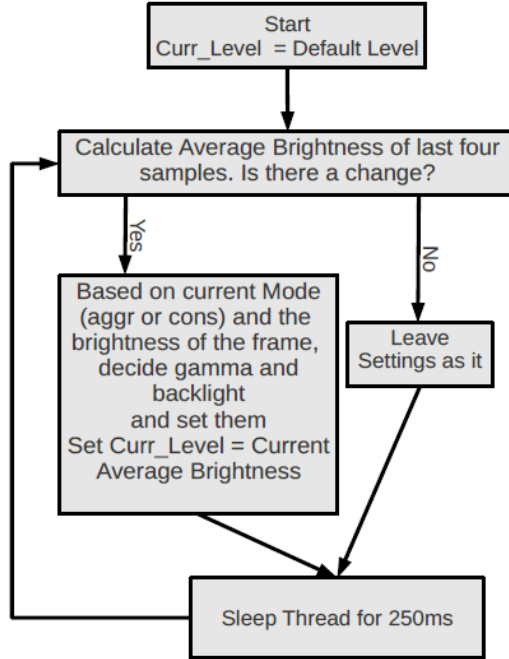 Start
Curr_Level = Default Level
Calculate Average Brightness of last four
samples. Is there a change?
Yes
No
Based on current Mode
(aggr or cons) and the
brightness of the frame,
decide gamma and
backlight
and set them
Set Curr_Level = Current
Average Brightness
Leave
Settings as it
Sleep Thread for 250ms